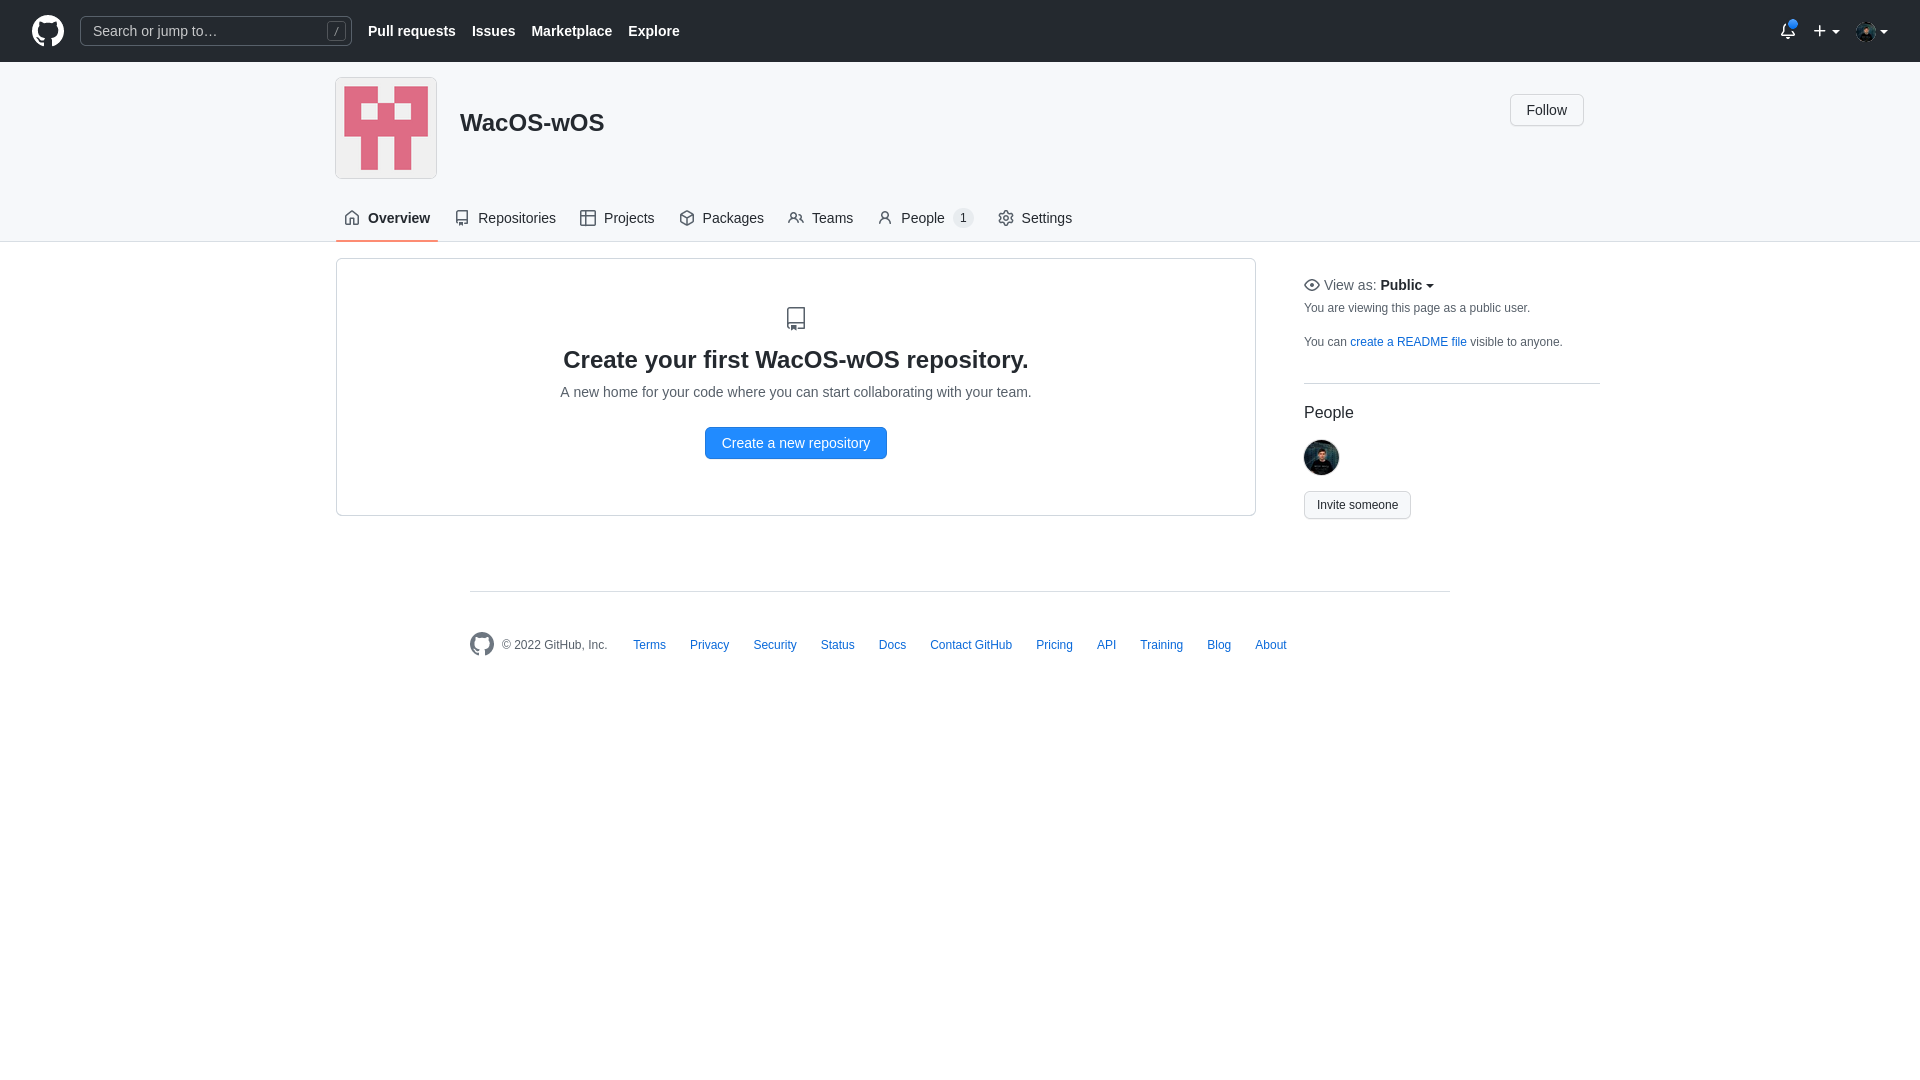 Search or jump to… /
Pull requests Issues Marketplace Explore
WacOS-wOS
Follow
Overview Repositories Projects Packages Teams People 1 Settings
Create your first WacOS-wOS repository.
A new home for your code where you can start collaborating with your team.
Create a new repository
View as: Public
You are viewing this page as a public user.
You can create a README file visible to anyone.
People
Invite someone
© 2022 GitHub, Inc. Terms Privacy Security Status Docs Contact GitHub Pricing API Training Blog About